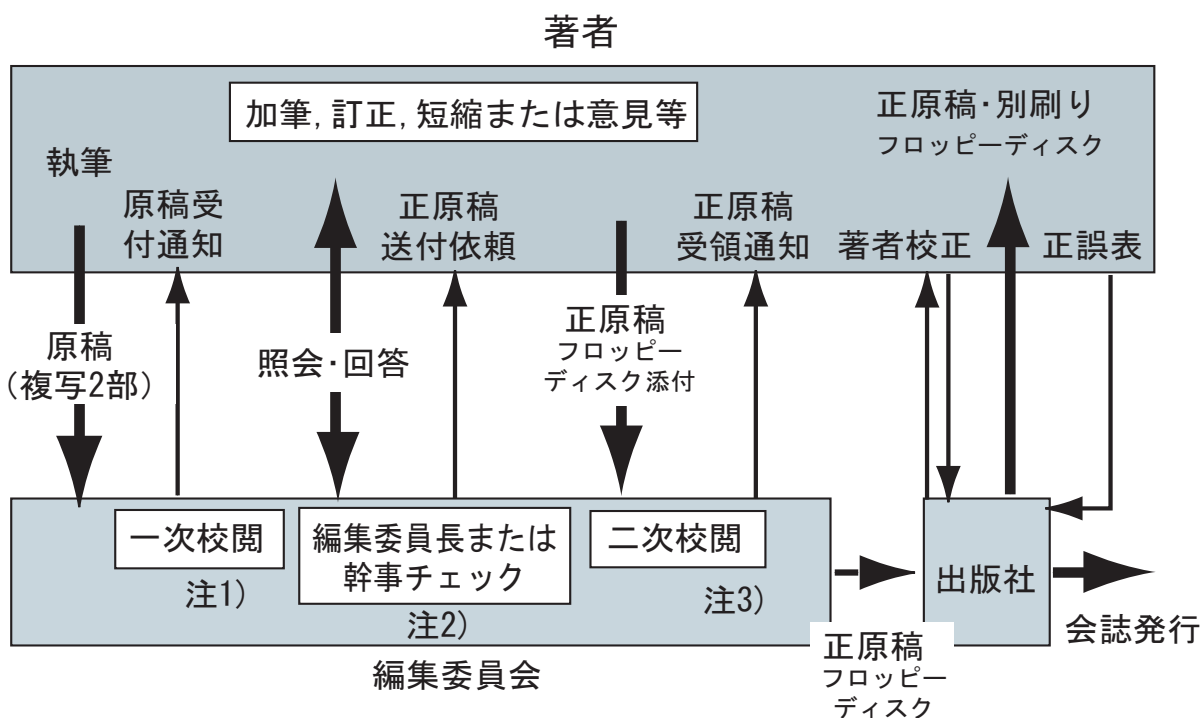 著者
加筆, 訂正, 短縮または意見等
正原稿・別刷り
フロッピーディスク
執筆
原稿受
付通知
正原稿
送付依頼
正原稿
受領通知
著者校正
正誤表
原稿
(複写2部)
照会・回答
正原稿
フロッピー
ディスク添付
一次校閲
注1)
編集委員長または
幹事チェック
注2)
二次校閲
注3)
出版社
会誌発行
編集委員会
正原稿
フロッピー
ディスク